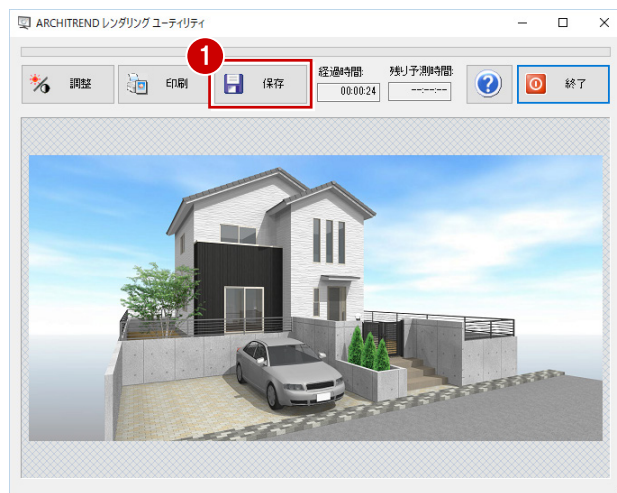 ARCHITREND レンダリング ユーティリティ
1
調整
印刷
保存
経過時間:
00:00:24
残り予測時間:
--:--:--
?
終了